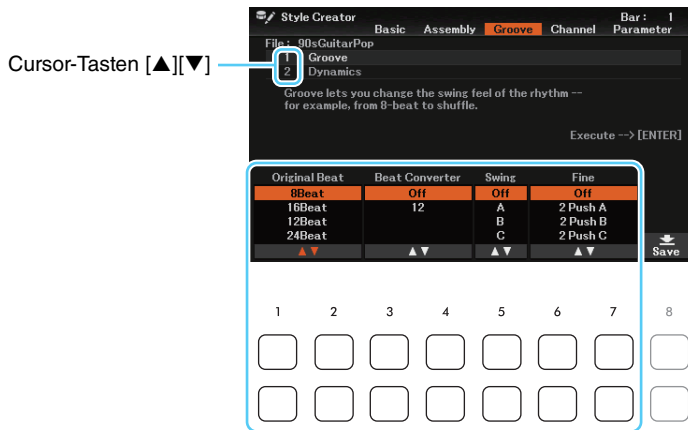 Style Creator Bar : 1
Basic Assembly Groove Channel Parameter
File : 90sGuitarPop
1 Groove
Cursor-Tasten [▲][▼]
2 Dynamics
Groove lets you change the swing feel of the rhythm --
for example, from 8-beat to shuffle.
Execute --> [ENTER]
Original Beat Beat Converter Swing Fine
8Beat Off Off Off
16Beat 12 A 2 Push A
12Beat B 2 Push B
24Beat C 2 Push C
▲ ▼ ▲ ▼ ▲ ▼ ▲ ▼ Save
1 2 3 4 5 6 7 8